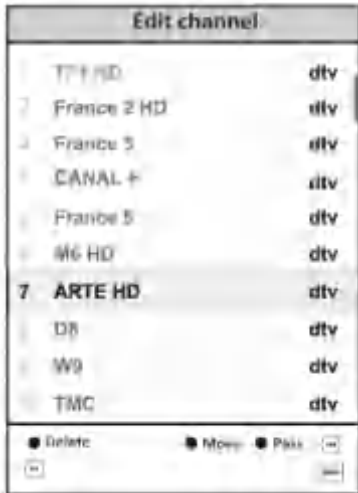 Edit channel
TF1 HD dtv
2 France 2 HD dtv
France 3 dtv
CANAL + dtv
France 5 dtv
M6 HD dtv
7 ARTE HD dtv
D8 dtv
W9 dtv
TMC dtv
Delete Move Pass